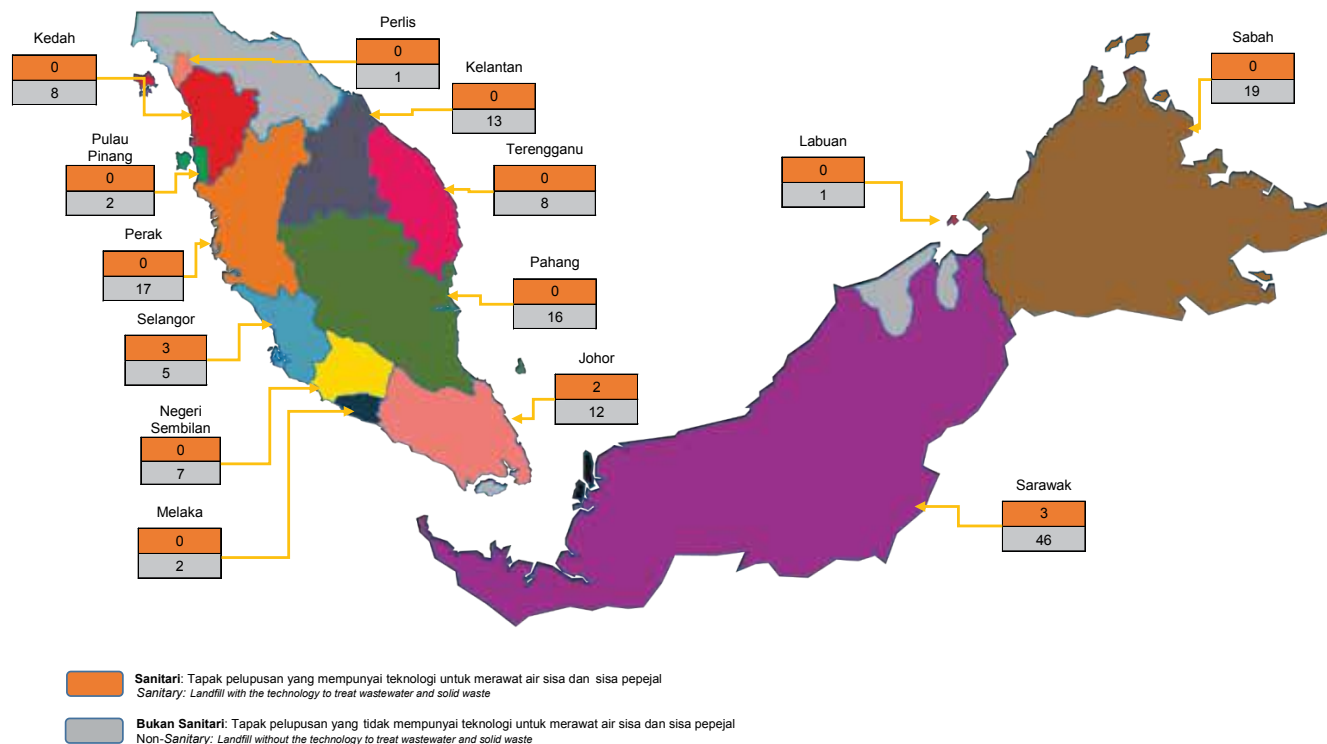 Perlis
0
1
Kedah
0
8
Kelantan
0
13
Sabah
0
19
Pulau
Pinang
0
2
Terengganu
0
8
Labuan
0
1
Perak
0
17
Pahang
0
16
Selangor
3
5
Johor
2
12
Negeri
Sembilan
0
7
Melaka
0
2
Sarawak
3
46
Sanitari: Tapak pelupusan yang mempunyai teknologi untuk merawat air sisa dan sisa pepejal
Sanitary: Landfill with the technology to treat wastewater and solid waste
Bukan Sanitari: Tapak pelupusan yang tidak mempunyai teknologi untuk merawat air sisa dan sisa pepejal
Non-Sanitary: Landfill without the technology to treat wastewater and solid waste